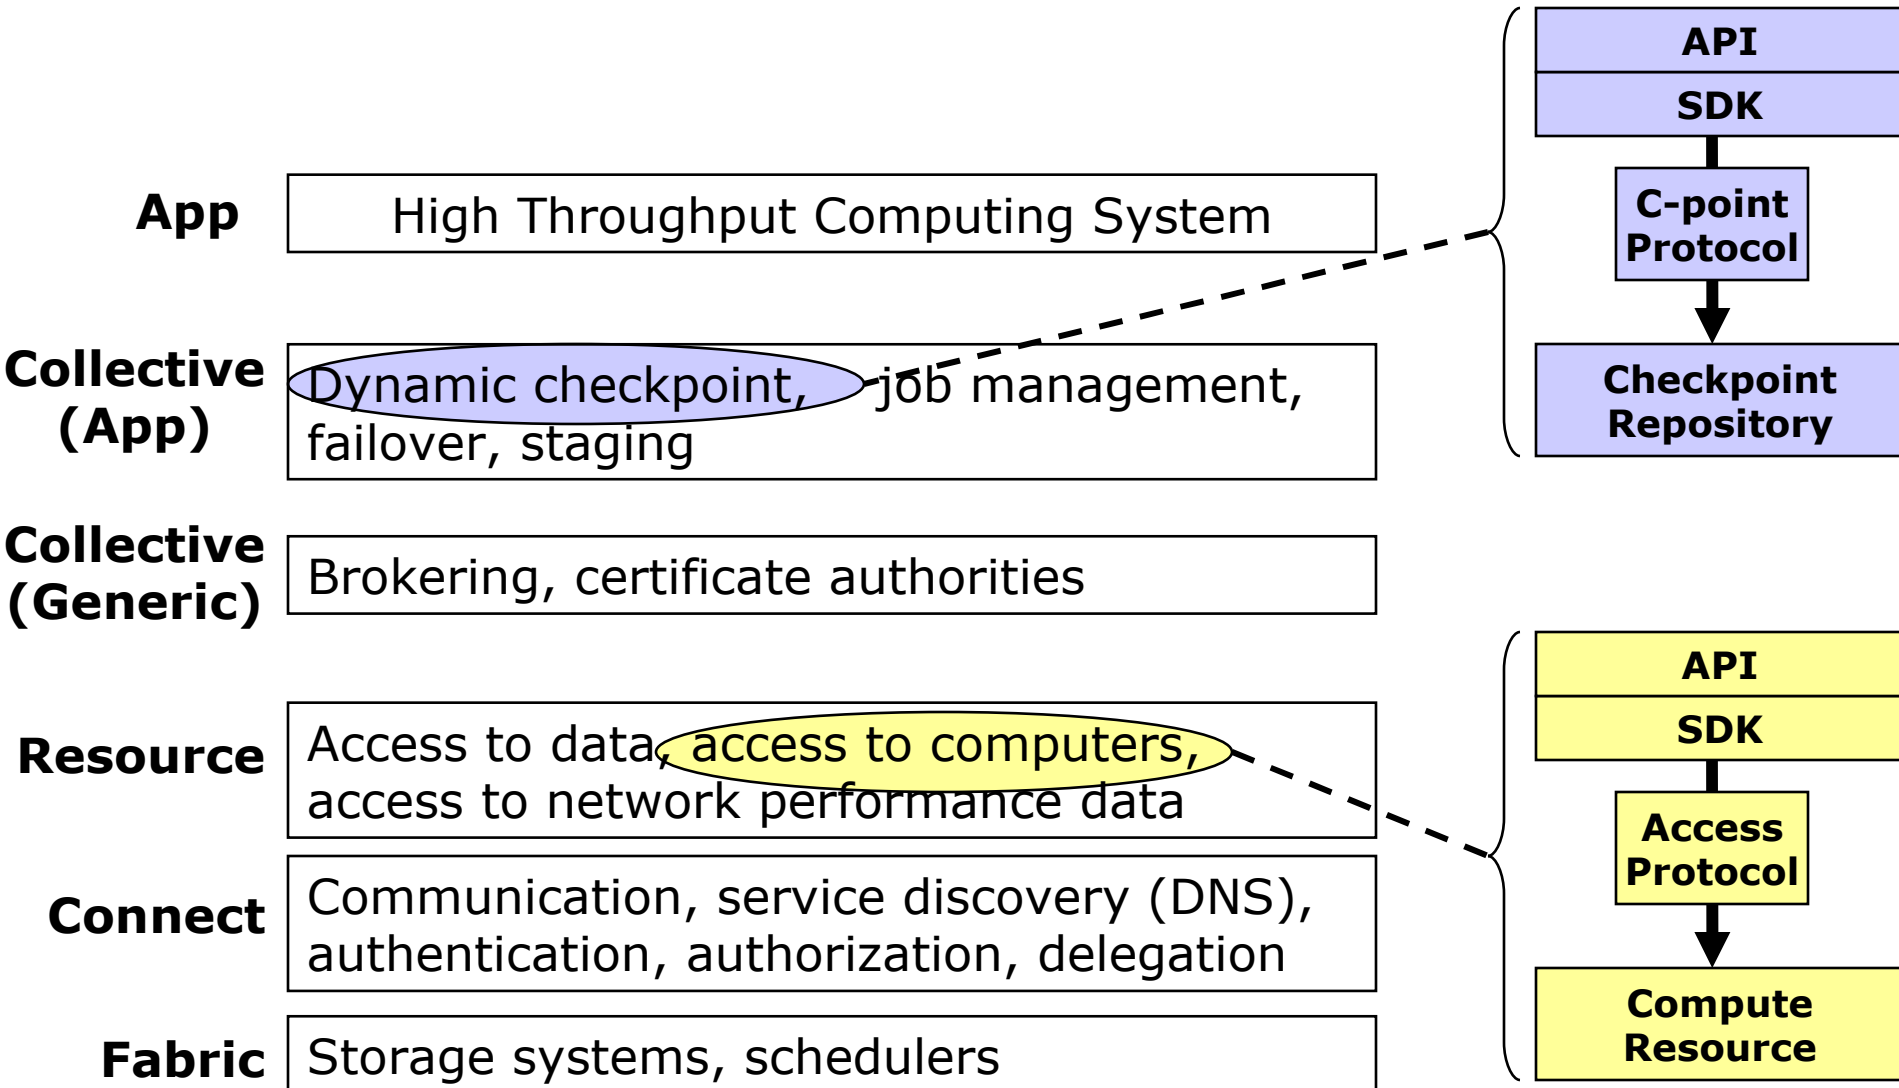 App
High Throughput Computing System
Collective
(App)
Dynamic checkpoint, job management,
failover, staging
Collective
(Generic)
Brokering, certificate authorities
Resource
Access to data, access to computers,
access to network performance data
Connect
Communication, service discovery (DNS),
authentication, authorization, delegation
Fabric
Storage systems, schedulers
API
SDK
C-point
Protocol
Checkpoint
Repository
API
SDK
Access
Protocol
Compute
Resource